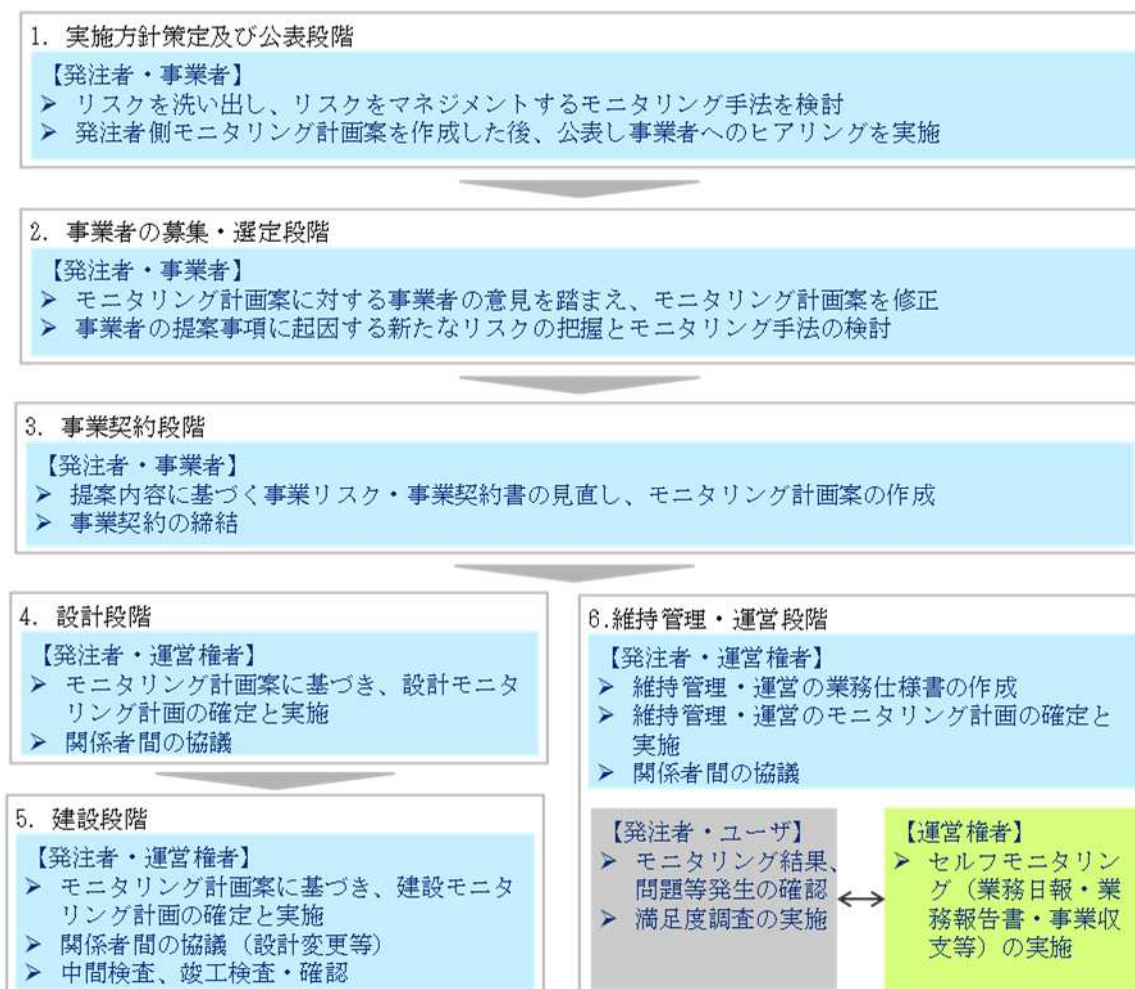 1. 実施方針策定及び公表段階
【発注者・事業者】
➢ リスクを洗い出し、リスクをマネジメントするモニタリング手法を検討
➢ 発注者側モニタリング計画案を作成した後、公表し事業者へのヒアリングを実施
2. 事業者の募集・選定段階
【発注者・事業者】
➢ モニタリング計画案に対する事業者の意見を踏まえ、モニタリング計画案を修正
➢ 事業者の提案事項に起因する新たなリスクの把握とモニタリング手法の検討
3. 事業契約段階
【発注者・事業者】
➢ 提案内容に基づく事業リスク・事業契約書の見直し、モニタリング計画案の作成
➢ 事業契約の締結
4. 設計段階
【発注者・運営権者】
➢ モニタリング計画案に基づき、設計モニタ
リング計画の確定と実施
➢ 関係者間の協議
5. 建設段階
【発注者・運営権者】
➢ モニタリング計画案に基づき、建設モニタ
リング計画の確定と実施
➢ 関係者間の協議（設計変更等）
➢ 中間検査、竣工検査・確認
6.維持管理・運営段階
【発注者・運営権者】
➢ 維持管理・運営の業務仕様書の作成
➢ 維持管理・運営のモニタリング計画の確定と
実施
➢ 関係者間の協議
【発注者・ユーザ】
➢ モニタリング結果、
問題等発生の確認
➢ 満足度調査の実施
【運営権者】
➢ セルフモニタリン
グ（業務日報・業
務報告書・事業収
支等）の実施